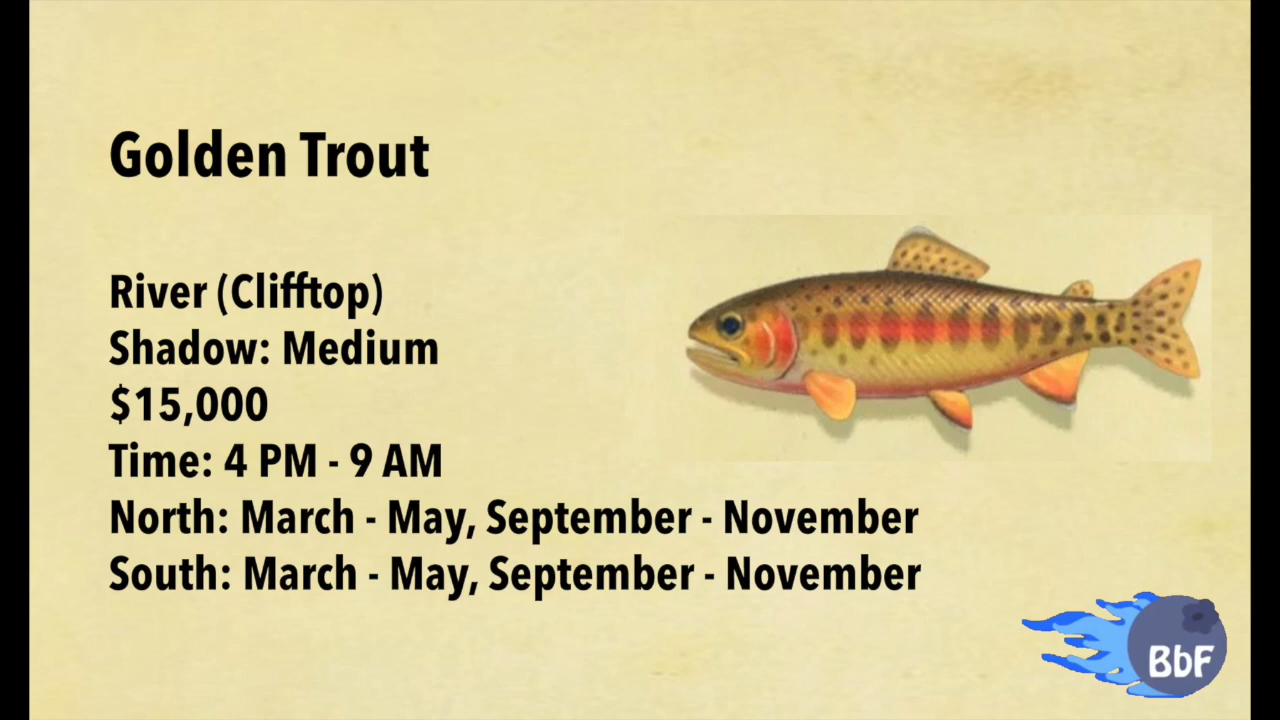 Golden Trout
River (Clifftop)
Shadow: Medium
$15,000
Time: 4 PM - 9 AM
North: March - May, September - November
South: March - May, September - November
BbF